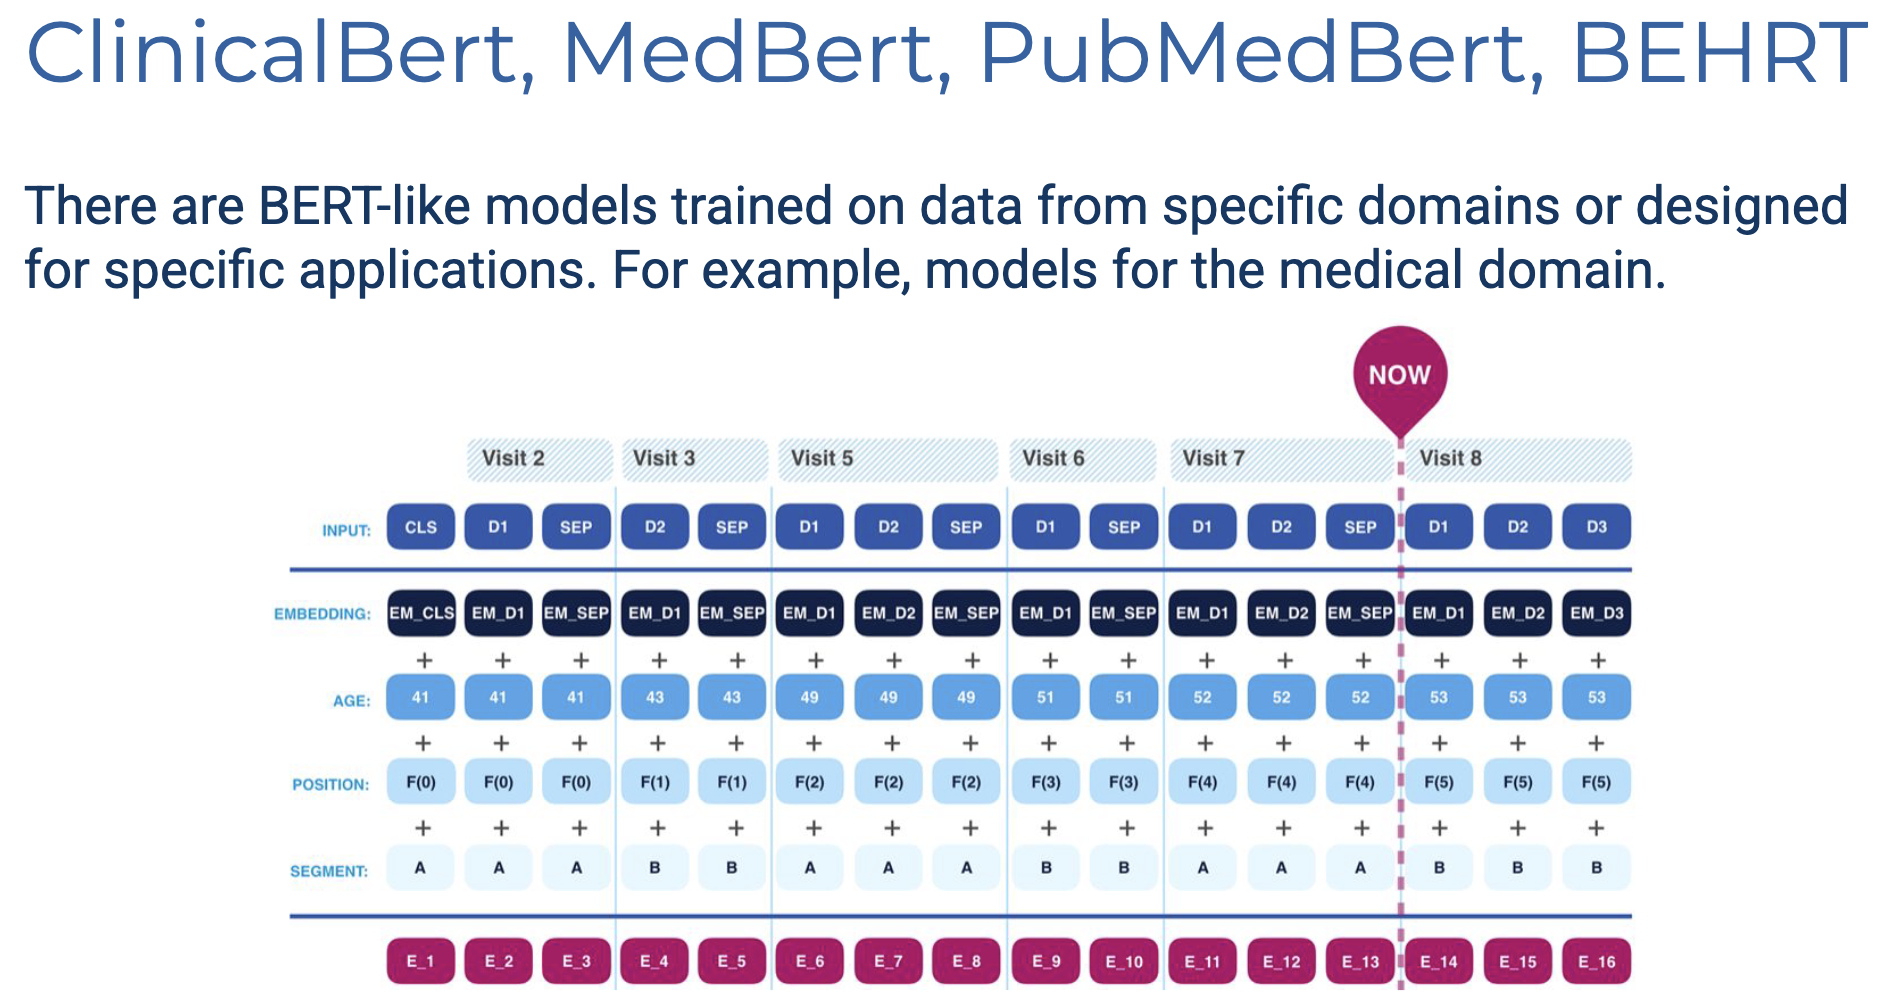 ClinicalBert, MedBert, PubMedBert, BEHRT
There are BERT-like models trained on data from specific domains or designed
for specific applications. For example, models for the medical domain.
NOW
Visit 2 Visit 3 Visit 5 Visit 6 Visit 7 Visit 8
INPUT: CLS D1 SEP D2 SEP D1 D2 SEP D1 SEP D1 D2 SEP D1 D2 D3
EMBEDDING: EM_CLS EM_D1 EM_SEP EM_D1 EM_SEP EM_D1 EM_D2 EM_SEP EM_D1 EM_SEP EM_D1 EM_D2 EM_SEP EM_D1 EM_D2 EM_D3
+ + + + + + + + + + + + + + + +
AGE: 41 41 41 43 43 49 49 49 51 51 52 52 52 53 53 53
+ + + + + + + + + + + + + + + +
POSITION: F(0) F(0) F(0) F(1) F(1) F(2) F(2) F(2) F(3) F(3) F(4) F(4) F(4) F(5) F(5) F(5)
+ + + + + + + + + + + + + + + +
SEGMENT: A A A B B A A A B B A A A B B B
E_1 E_2 E_3 E_4 E_5 E_6 E_7 E_8 E_9 E_10 E_11 E_12 E_13 E_14 E_15 E_16